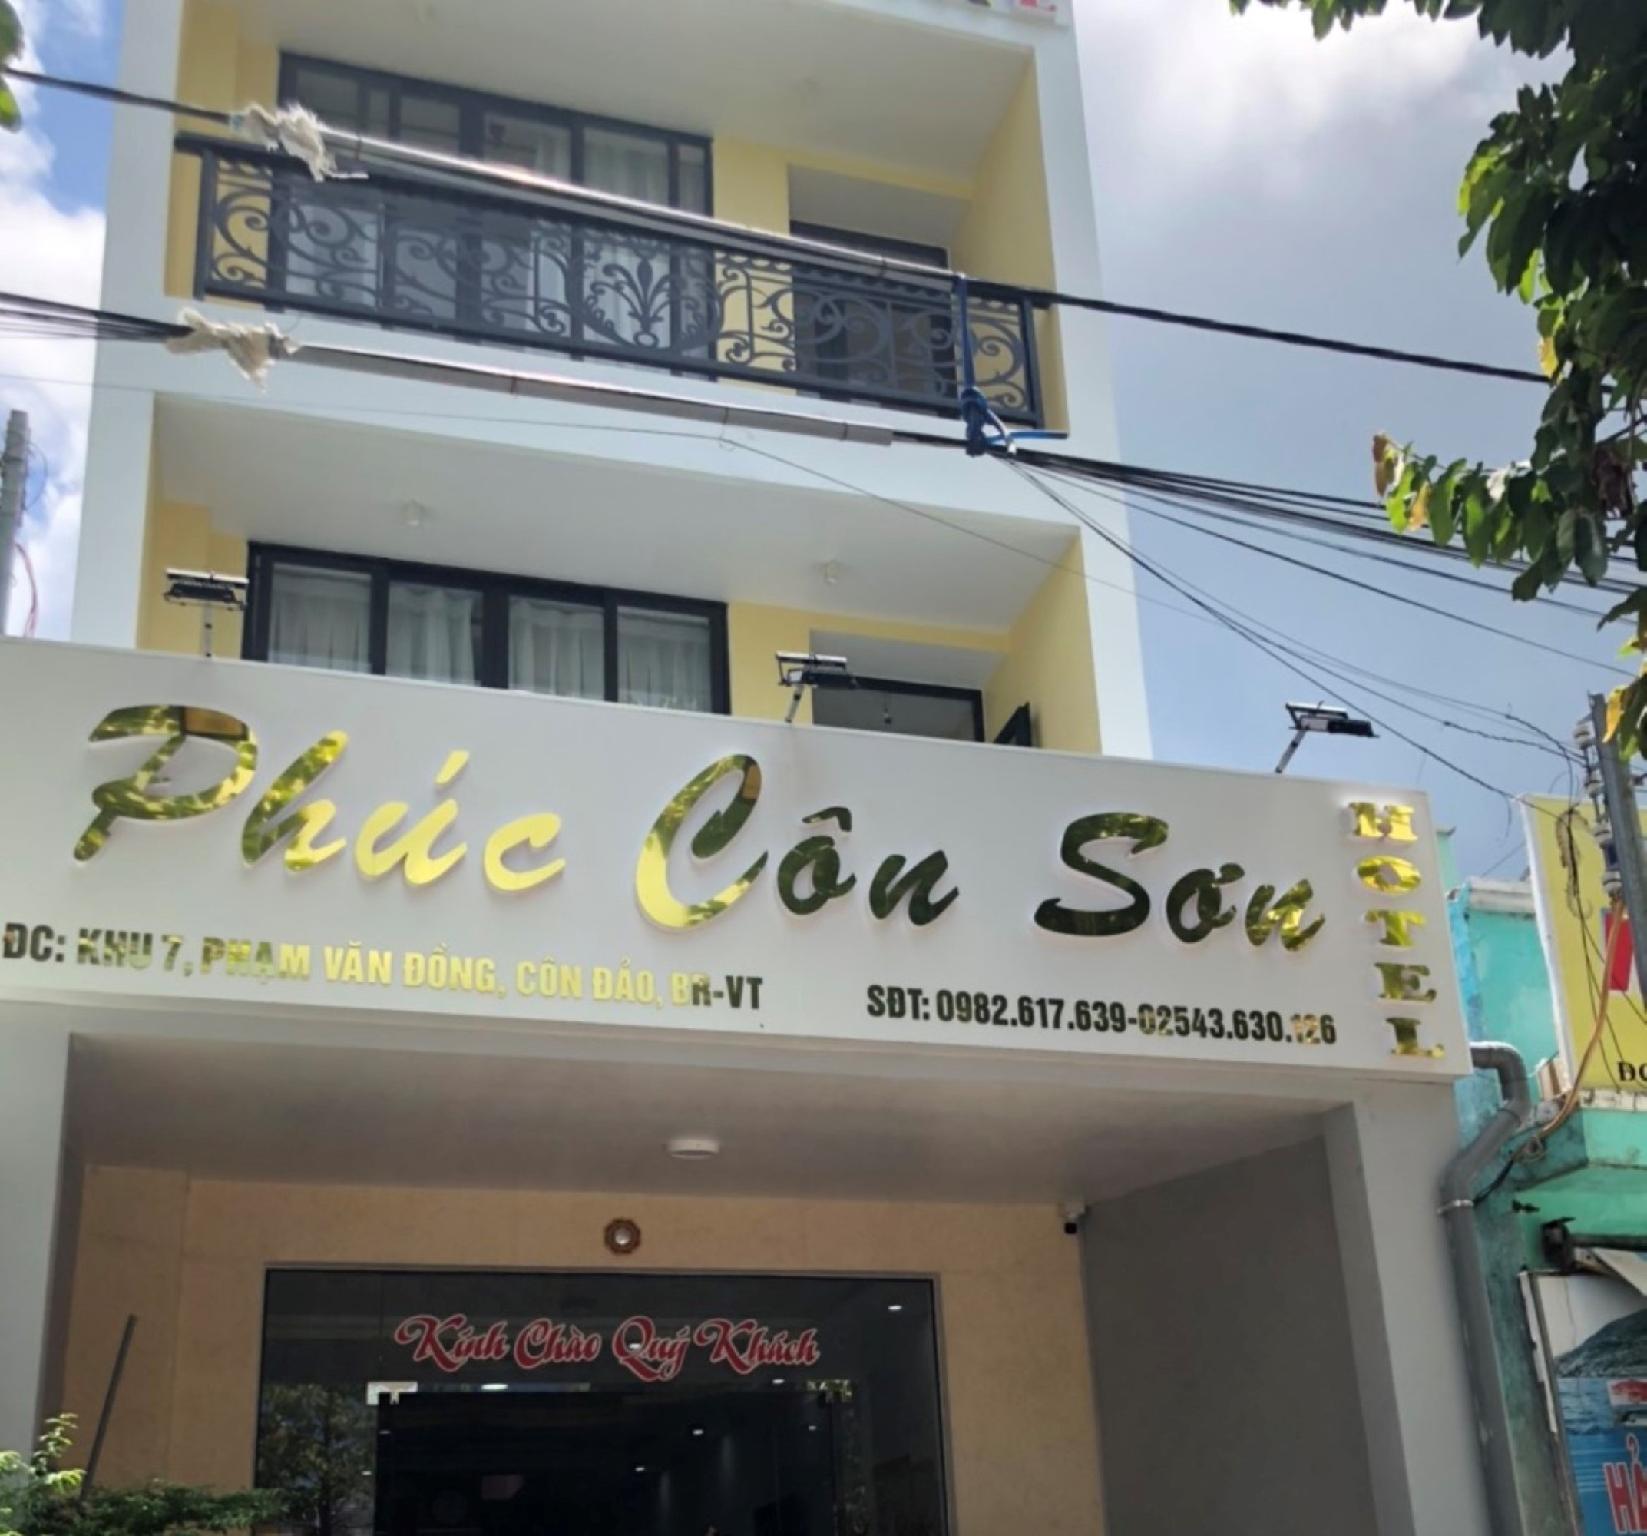 Phúc Côn Sơn
HOTEL
ĐC: KHU 7, PHẠM VĂN ĐỒNG, CÔN ĐẢO, BR-VT
SĐT: 0982.617.639-02543.630.126
Kính Chào Quý Khách